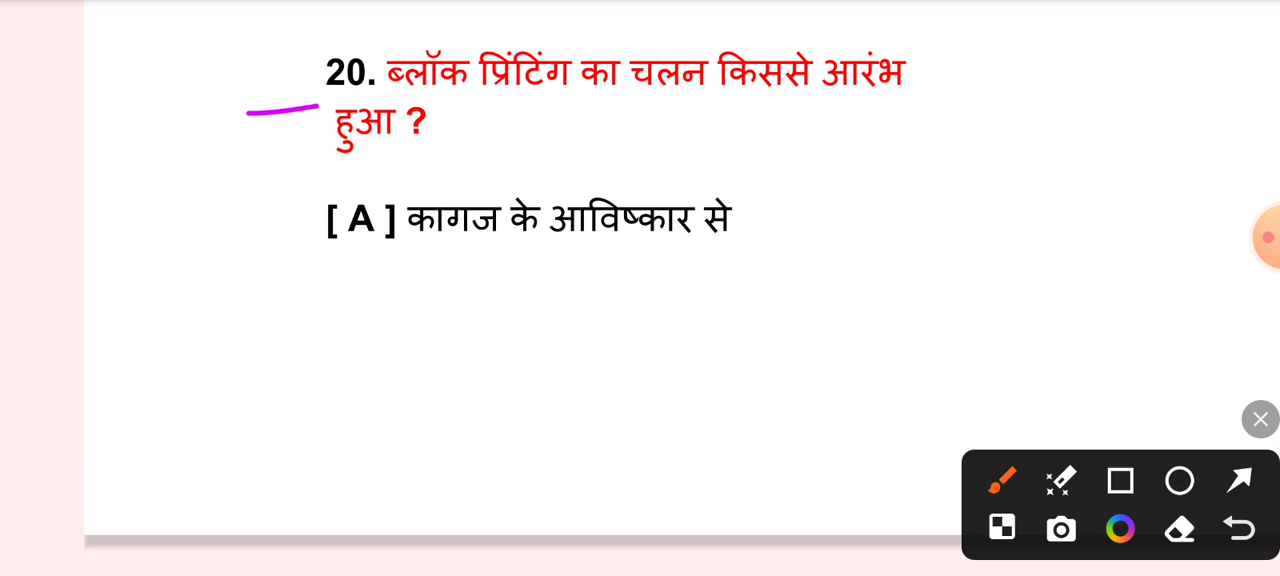 20. ब्लॉक प्रिंटिंग का चलन किससे आरंभ
हुआ ?
[ A ] कागज के आविष्कार से